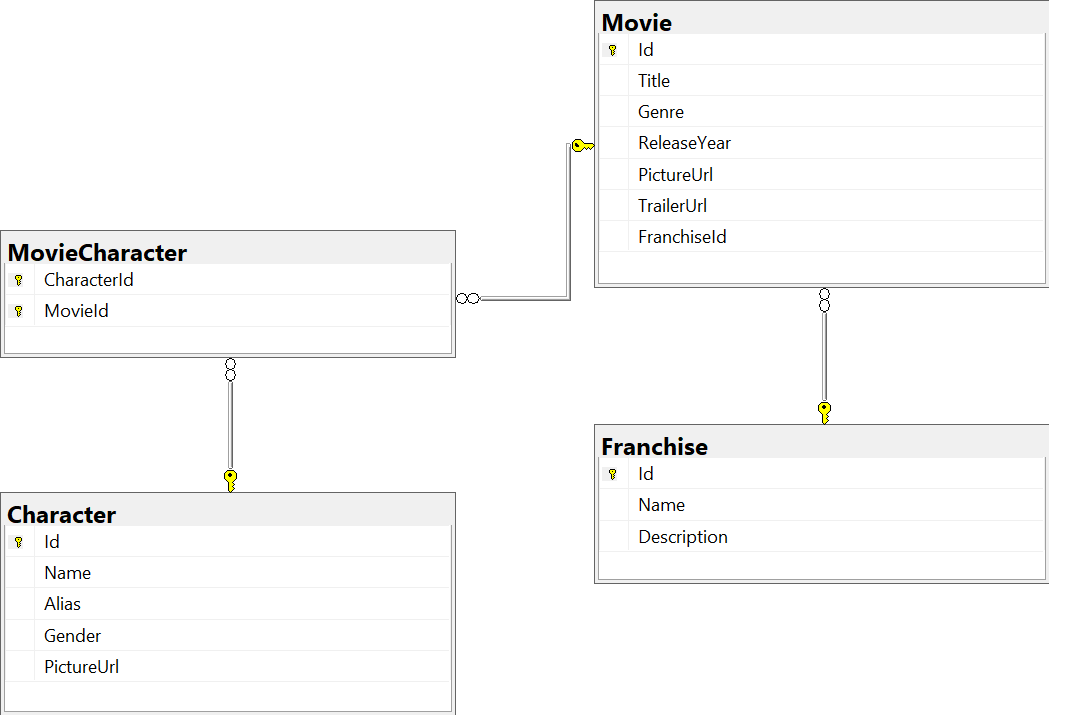 Movie
Id
Title
Genre
ReleaseYear
PictureUrl
TrailerUrl
FranchiseId
MovieCharacter
CharacterId
MovieId
Franchise
Id
Name
Description
Character
Id
Name
Alias
Gender
PictureUrl